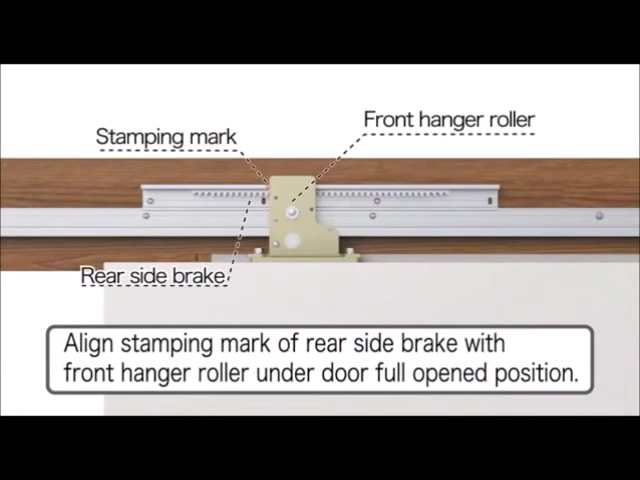 Front hanger roller
Stamping mark
Rear side brake
Align stamping mark of rear side brake with
front hanger roller under door full opened position.